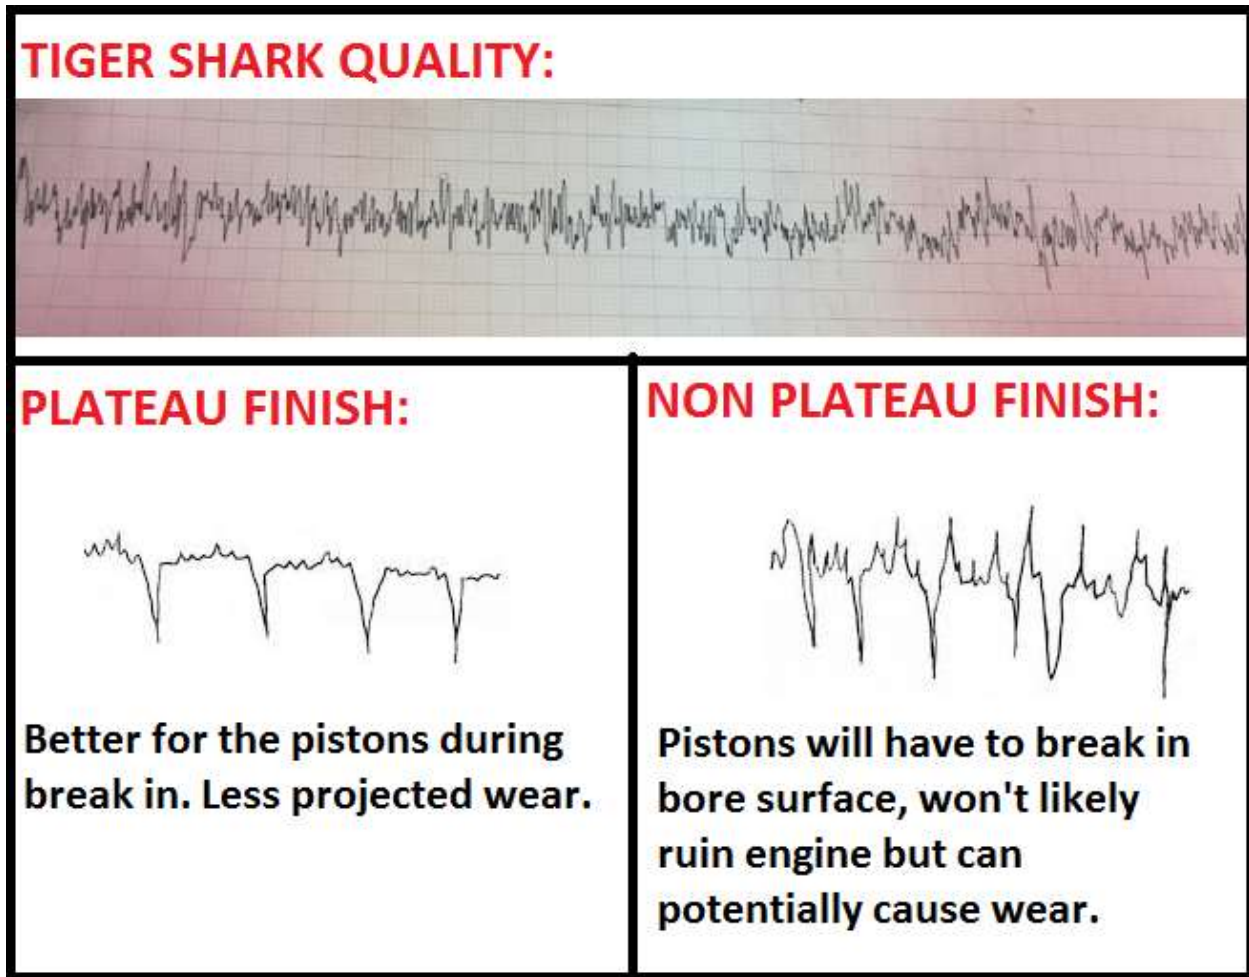 TIGER SHARK QUALITY:
PLATEAU FINISH:
Better for the pistons during
break in. Less projected wear.
NON PLATEAU FINISH:
Pistons will have to break in
bore surface, won't likely
ruin engine but can
potentially cause wear.